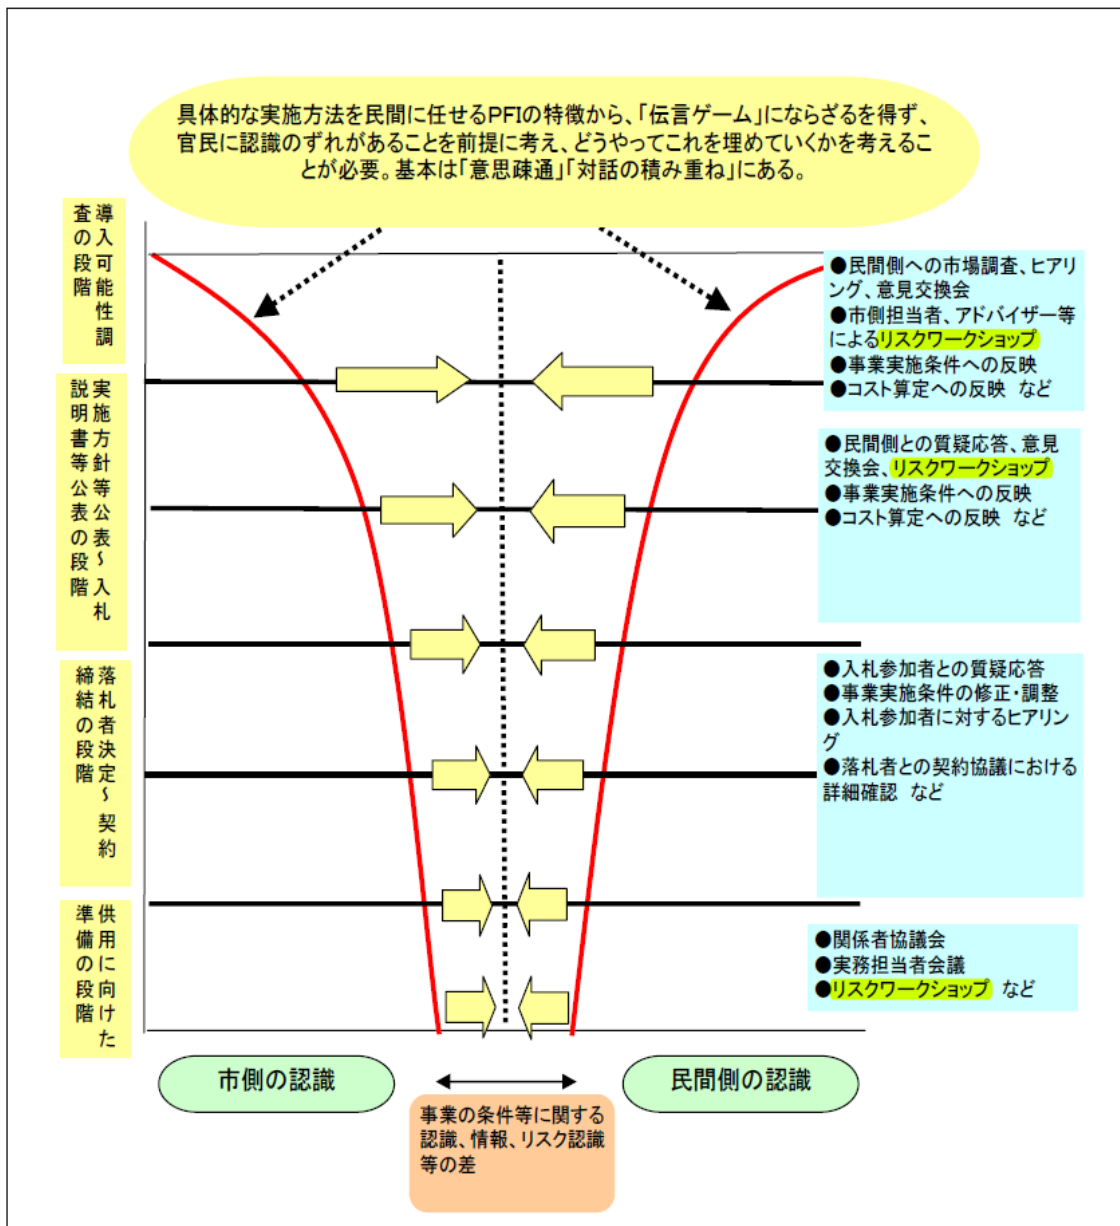 具体的な実施方法を民間に任せるPFIの特徴から、「伝言ゲーム」にならざるを得ず、
官民に認識のずれがあることを前提に考え、どうやってこれを埋めていくかを考えるこ
とが必要。基本は「意思疎通」「対話の積み重ね」にある。
導入可能性調
査の段階
●民間側への市場調査、ヒアリ
ング、意見交換会
●市側担当者、アドバイザー等
によるリスクワークショップ
●事業実施条件への反映
●コスト算定への反映 など
実施方針等公表～入札
説明書等公表の段階
●民間側との質疑応答、意見
交換会、リスクワークショップ
●事業実施条件への反映
●コスト算定への反映 など
落札者決定～契約
締結の段階
●入札参加者との質疑応答
●事業実施条件の修正・調整
●入札参加者に対するヒアリン
グ
●落札者との契約協議における
詳細確認 など
供用に向けた
準備の段階
●関係者協議会
●実務担当者会議
●リスクワークショップ など
市側の認識
民間側の認識
事業の条件等に関する
認識、情報、リスク認識
等の差